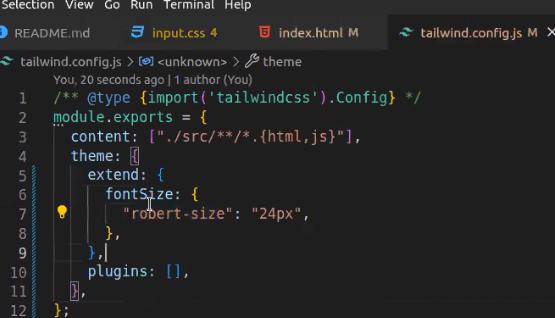 Selection View Go Run Terminal Help
README.md input.css 4 index.html M tailwind.config.js M
tailwind.config.js > <unknown> > theme
You, 20 seconds ago | 1 author (You)
1 /** @type {import('tailwindcss').Config} */
2 module.exports = {
3 content: ["./src/**/*.{html,js}"],
4 theme: {
5 extend: {
6 fontSize: {
7 "robert-size": "24px",
8 },
9 },
10 plugins: [],
11 },
12 };